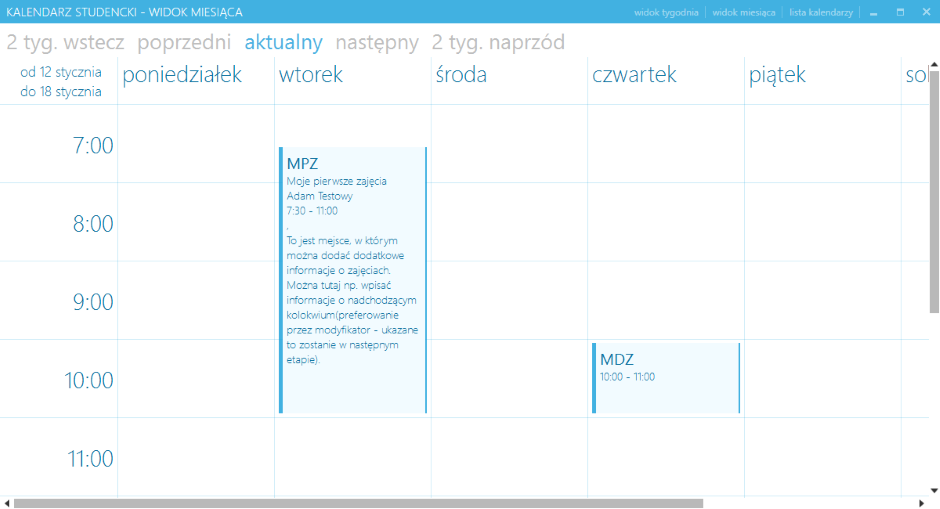 KALENDARZ STUDENCKI - WIDOK MIESIĄCA
widok tygodnia
widok miesiąca
lista kalendarzy
2 tyg. wstecz poprzedni aktualny następny 2 tyg. naprzód
od 12 stycznia
do 18 stycznia
poniedziałek
wtorek
środa
czwartek
piątek
sob
7:00
8:00
9:00
10:00
11:00
MPZ
Moje pierwsze zajęcia
Adam Testowy
7:30 - 11:00
,
To jest mejsce, w którym
można dodać dodatkowe
informacje o zajęciach.
Można tutaj np. wpisać
informacje o nadchodzącym
kolokwium(preferowanie
przez modyfikator - ukazane
to zostanie w następnym
etapie).
MDZ
10:00 - 11:00